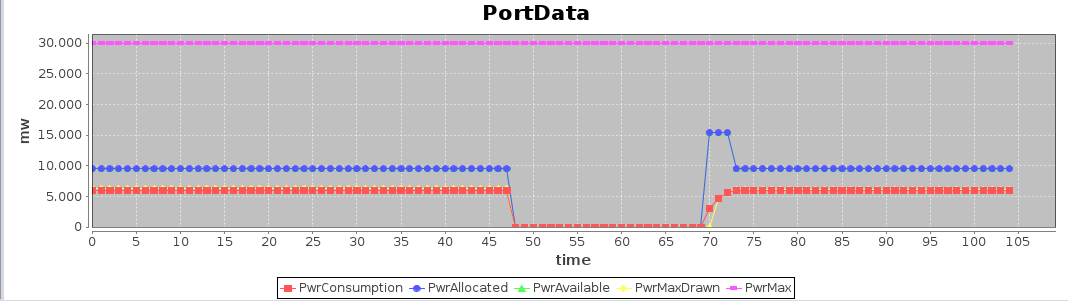 PortData
30.000
25.000
20.000
15.000
10.000
5.000
0
mw
0 5 10 15 20 25 30 35 40 45 50 55 60 65 70 75 80 85 90 95 100 105
time
PwrConsumption PwrAllocated PwrAvailable PwrMaxDrawn PwrMax